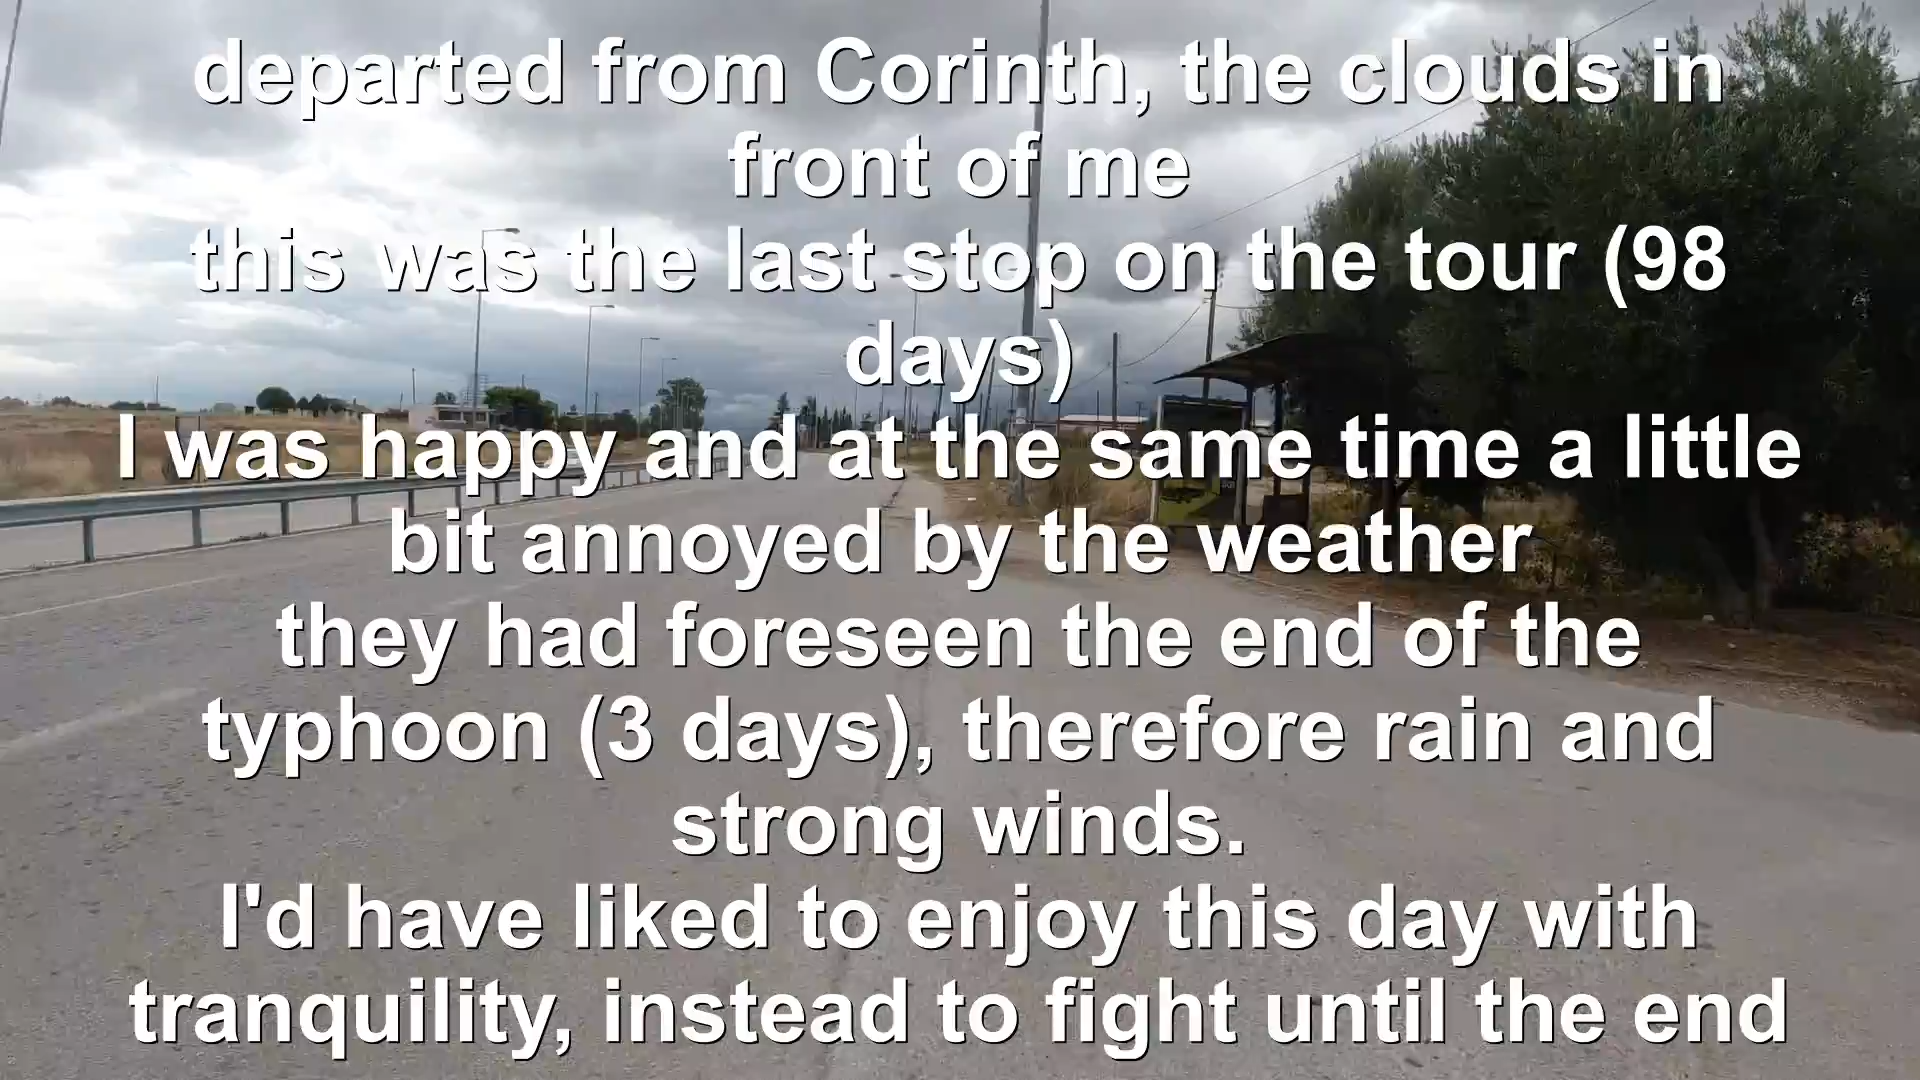 departed from Corinth, the clouds in
front of me
this was the last stop on the tour (98
days)
I was happy and at the same time a little
bit annoyed by the weather
they had foreseen the end of the
typhoon (3 days), therefore rain and
strong winds.
I'd have liked to enjoy this day with
tranquility, instead to fight until the end